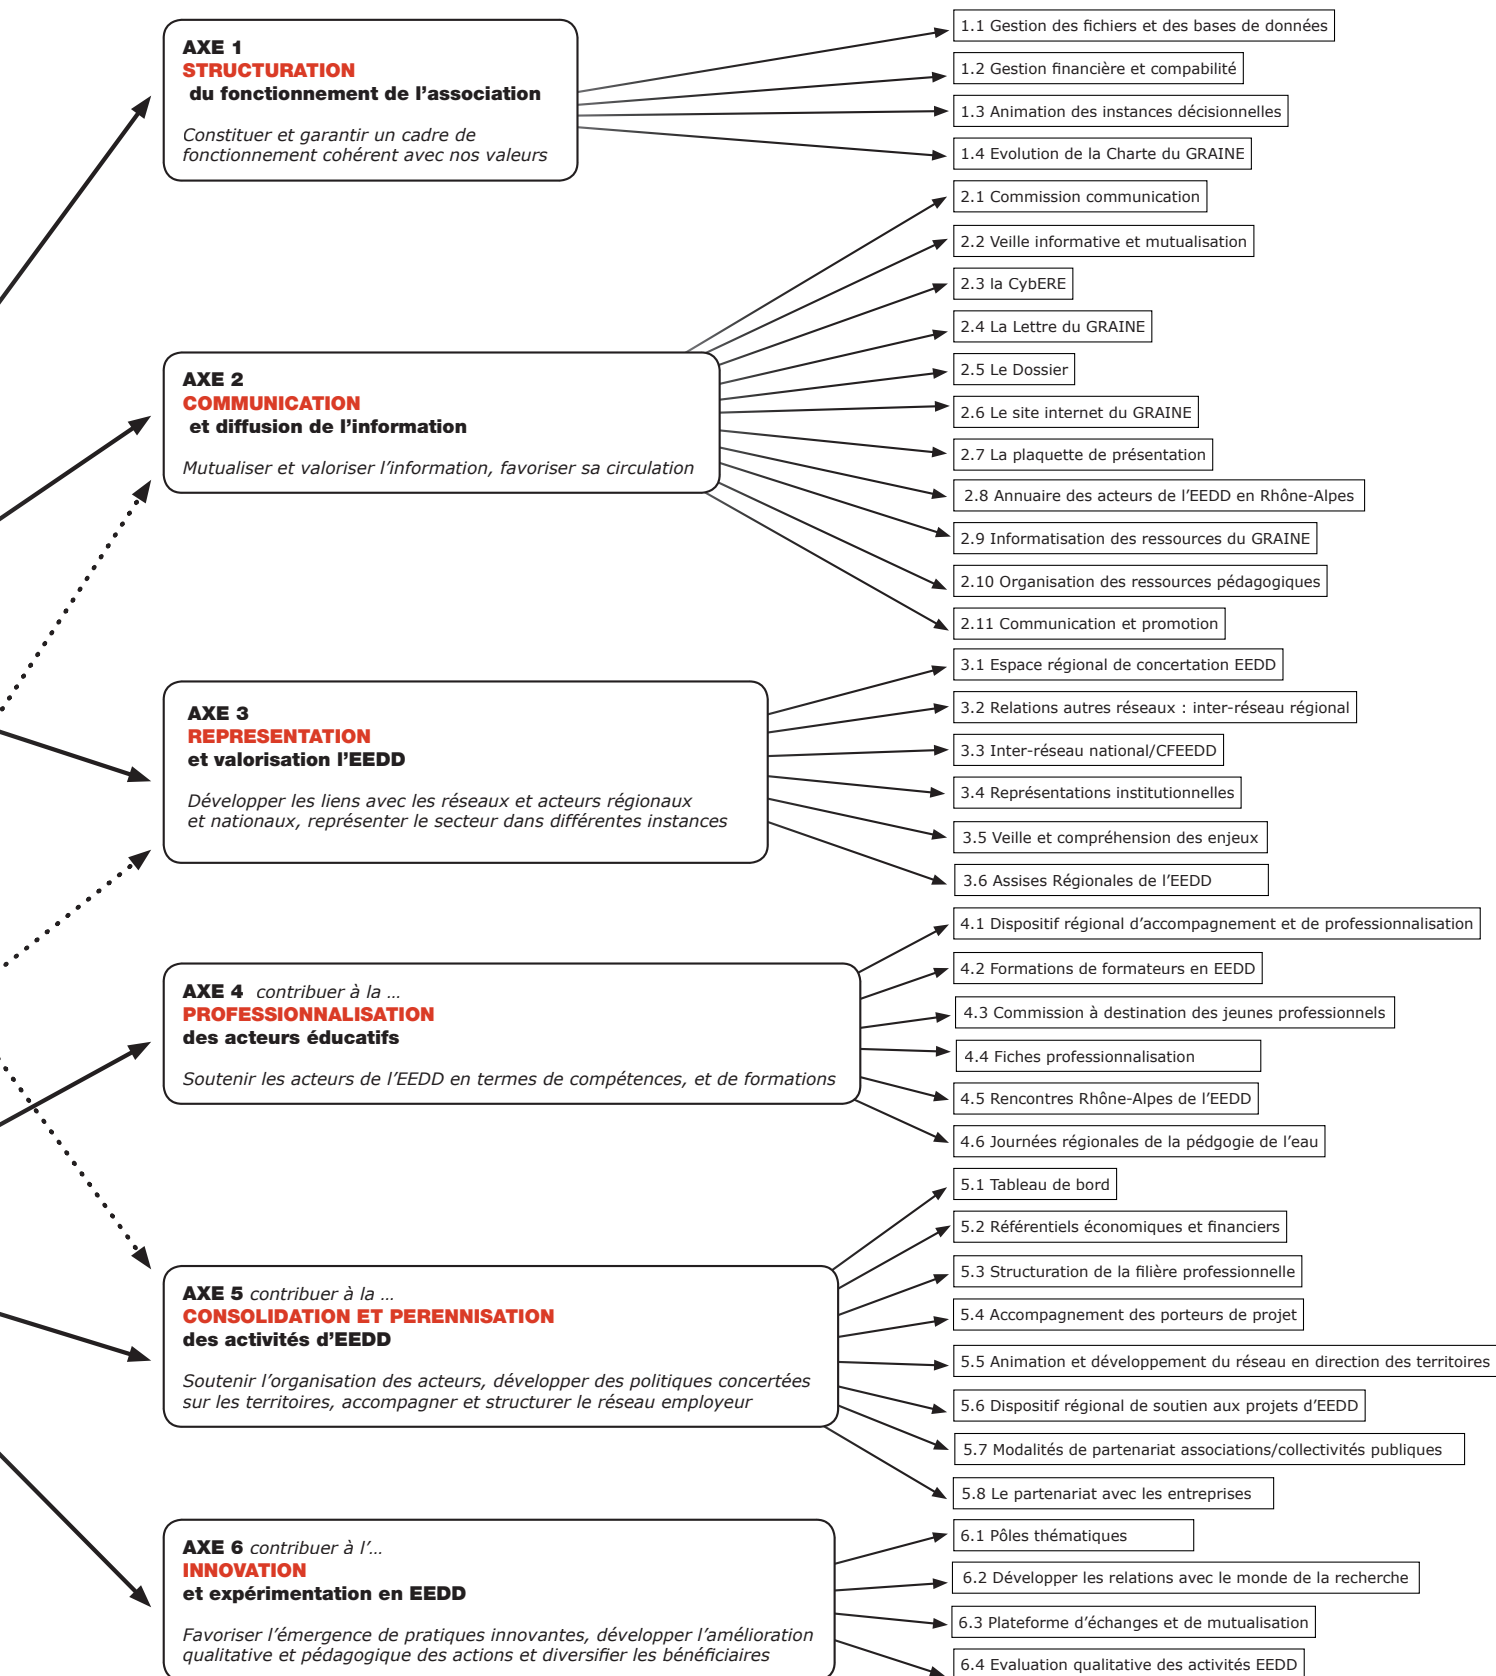 AXE 1
STRUCTURATION
du fonctionnement de l’association
Constituer et garantir un cadre de
fonctionnement cohérent avec nos valeurs
1.1 Gestion des fichiers et des bases de données
1.2 Gestion financière et compabilité
1.3 Animation des instances décisionnelles
1.4 Evolution de la Charte du GRAINE
AXE 2
COMMUNICATION
et diffusion de l’information
Mutualiser et valoriser l’information, favoriser sa circulation
2.1 Commission communication
2.2 Veille informative et mutualisation
2.3 la CybERE
2.4 La Lettre du GRAINE
2.5 Le Dossier
2.6 Le site internet du GRAINE
2.7 La plaquette de présentation
2.8 Annuaire des acteurs de l’EEDD en Rhône-Alpes
2.9 Informatisation des ressources du GRAINE
2.10 Organisation des ressources pédagogiques
2.11 Communication et promotion
AXE 3
REPRESENTATION
et valorisation l’EEDD
Développer les liens avec les réseaux et acteurs régionaux
et nationaux, représenter le secteur dans différentes instances
3.1 Espace régional de concertation EEDD
3.2 Relations autres réseaux : inter-réseau régional
3.3 Inter-réseau national/CFEEDD
3.4 Représentations institutionnelles
3.5 Veille et compréhension des enjeux
3.6 Assises Régionales de l’EEDD
AXE 4 contribuer à la ...
PROFESSIONNALISATION
des acteurs éducatifs
Soutenir les acteurs de l’EEDD en termes de compétences, et de formations
4.1 Dispositif régional d’accompagnement et de professionnalisation
4.2 Formations de formateurs en EEDD
4.3 Commission à destination des jeunes professionnels
4.4 Fiches professionnalisation
4.5 Rencontres Rhône-Alpes de l’EEDD
4.6 Journées régionales de la pédgogie de l’eau
AXE 5 contribuer à la ...
CONSOLIDATION ET PERENNISATION
des activités d’EEDD
Soutenir l’organisation des acteurs, développer des politiques concertées
sur les territoires, accompagner et structurer le réseau employeur
5.1 Tableau de bord
5.2 Référentiels économiques et financiers
5.3 Structuration de la filière professionnelle
5.4 Accompagnement des porteurs de projet
5.5 Animation et développement du réseau en direction des territoires
5.6 Dispositif régional de soutien aux projets d’EEDD
5.7 Modalités de partenariat associations/collectivités publiques
5.8 Le partenariat avec les entreprises
AXE 6 contribuer à l’...
INNOVATION
et expérimentation en EEDD
Favoriser l’émergence de pratiques innovantes, développer l’amélioration
qualitative et pédagogique des actions et diversifier les bénéficiaires
6.1 Pôles thématiques
6.2 Développer les relations avec le monde de la recherche
6.3 Plateforme d’échanges et de mutualisation
6.4 Evaluation qualitative des activités EEDD